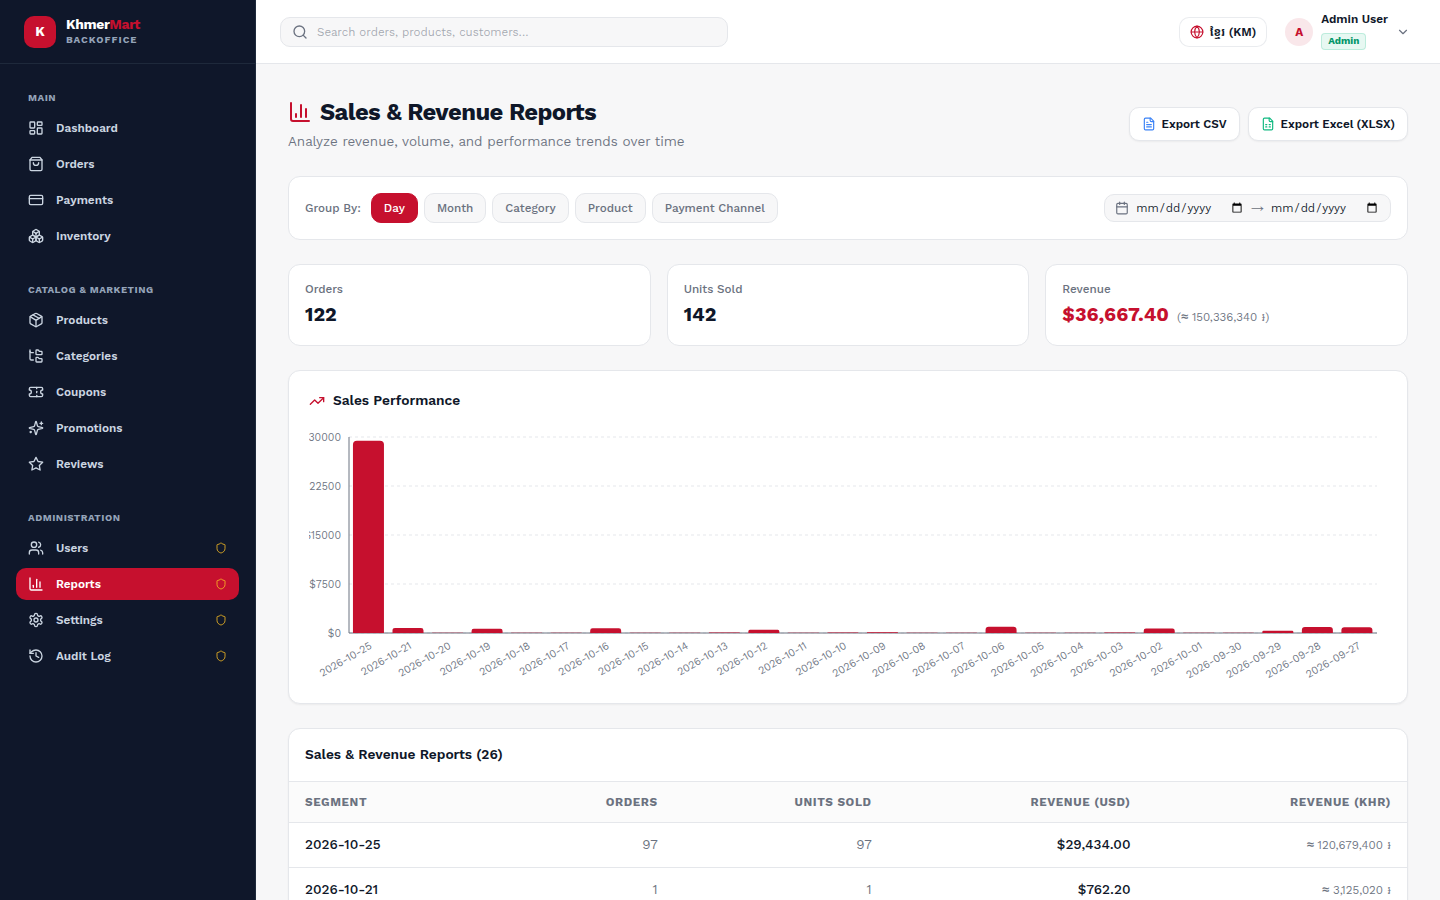 K
KhmerMart
BACKOFFICE
Search orders, products, customers...
ខ្មែរ (KM)
A
Admin User
Admin
MAIN
Dashboard
Orders
Payments
Inventory
CATALOG & MARKETING
Products
Categories
Coupons
Promotions
Reviews
ADMINISTRATION
Users
Reports
Settings
Audit Log
Sales & Revenue Reports
Analyze revenue, volume, and performance trends over time
Export CSV
Export Excel (XLSX)
Group By:
Day
Month
Category
Product
Payment Channel
mm/dd/yyyy → mm/dd/yyyy
Orders
122
Units Sold
142
Revenue
$36,667.40 (≈ 150,336,340 ៛)
Sales Performance
30000
22500
15000
$7500
$0
2026-10-25
2026-10-21
2026-10-20
2026-10-19
2026-10-18
2026-10-17
2026-10-16
2026-10-15
2026-10-14
2026-10-13
2026-10-12
2026-10-11
2026-10-10
2026-10-09
2026-10-08
2026-10-07
2026-10-06
2026-10-05
2026-10-04
2026-10-03
2026-10-02
2026-10-01
2026-09-30
2026-09-29
2026-09-28
2026-09-27
Sales & Revenue Reports (26)
SEGMENT ORDERS UNITS SOLD REVENUE (USD) REVENUE (KHR)
2026-10-25 97 97 $29,434.00 ≈ 120,679,400 ៛
2026-10-21 1 1 $762.20 ≈ 3,125,020 ៛